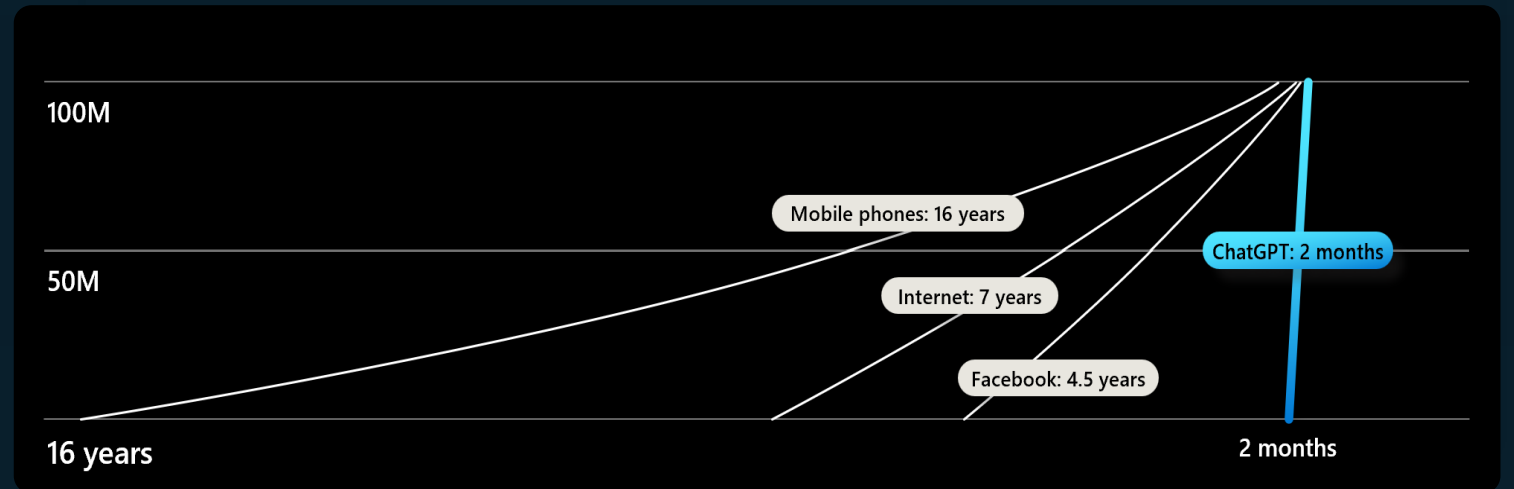 100M
Mobile phones: 16 years
ChatGPT: 2 months
50M
Internet: 7 years
Facebook: 4.5 years
16 years
2 months